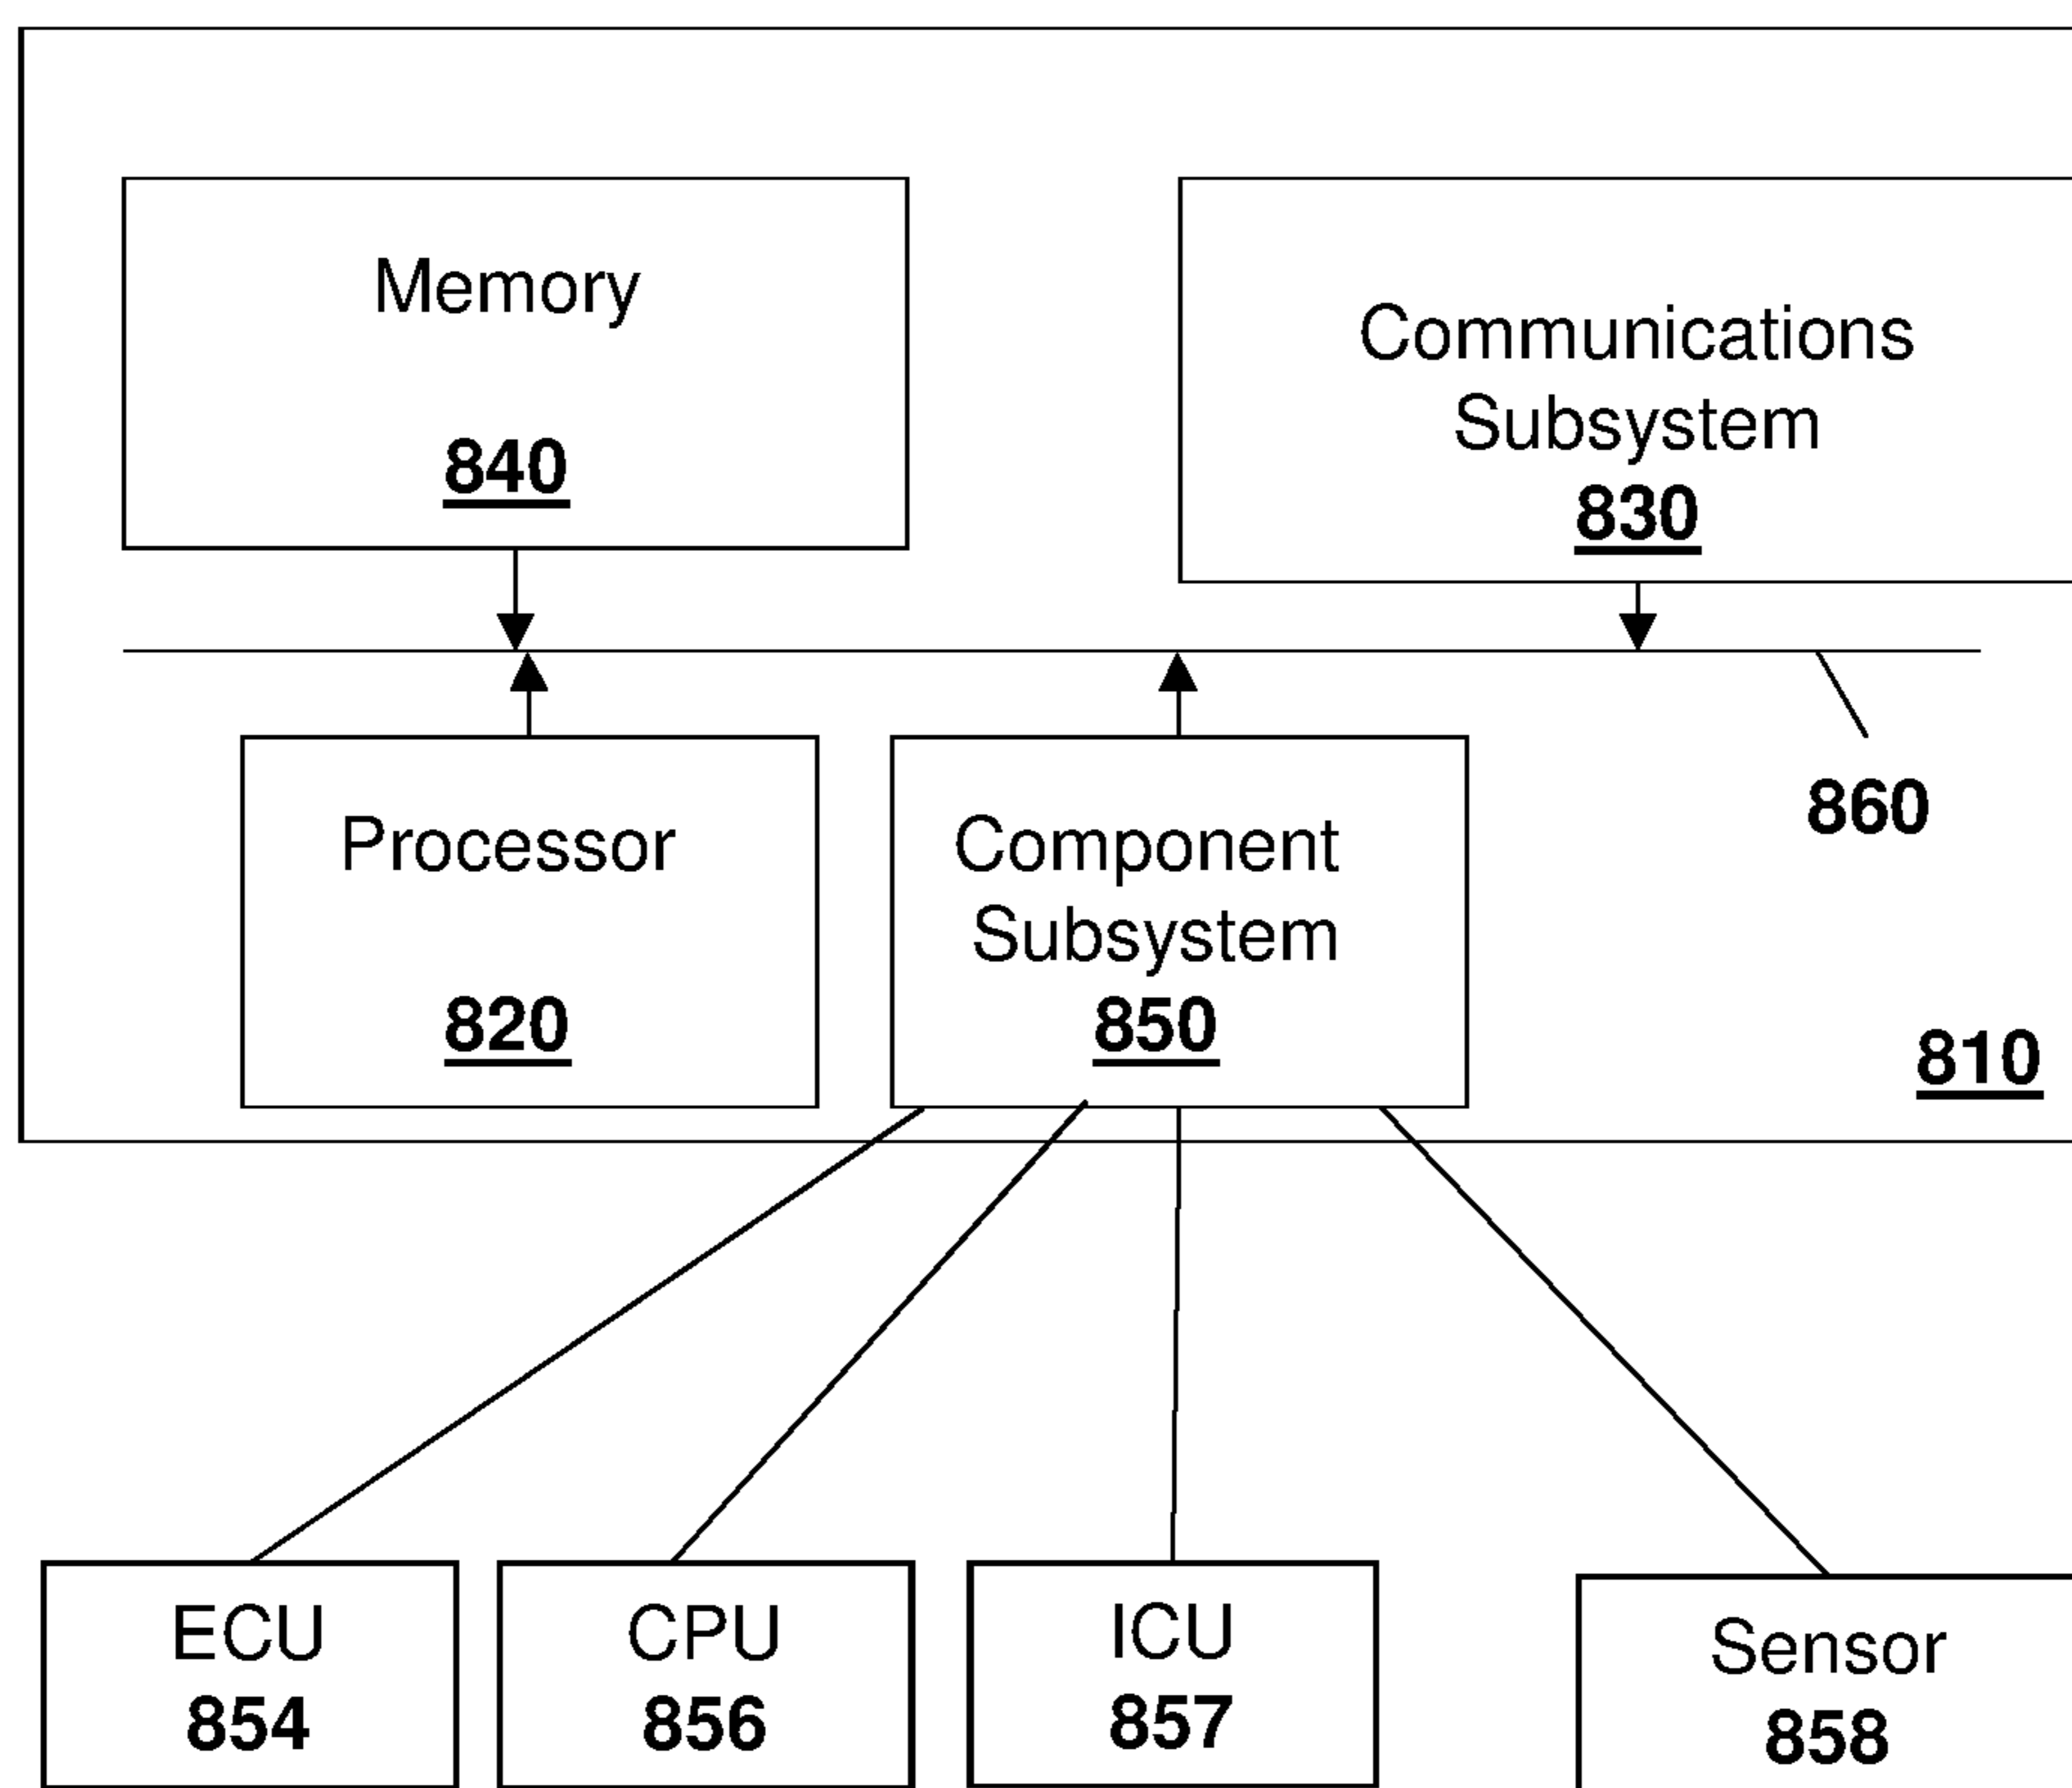 Memory
840
Communications
Subsystem
830
Processor
820
Component
Subsystem
850
860
810
ECU
854
CPU
856
ICU
857
Sensor
858